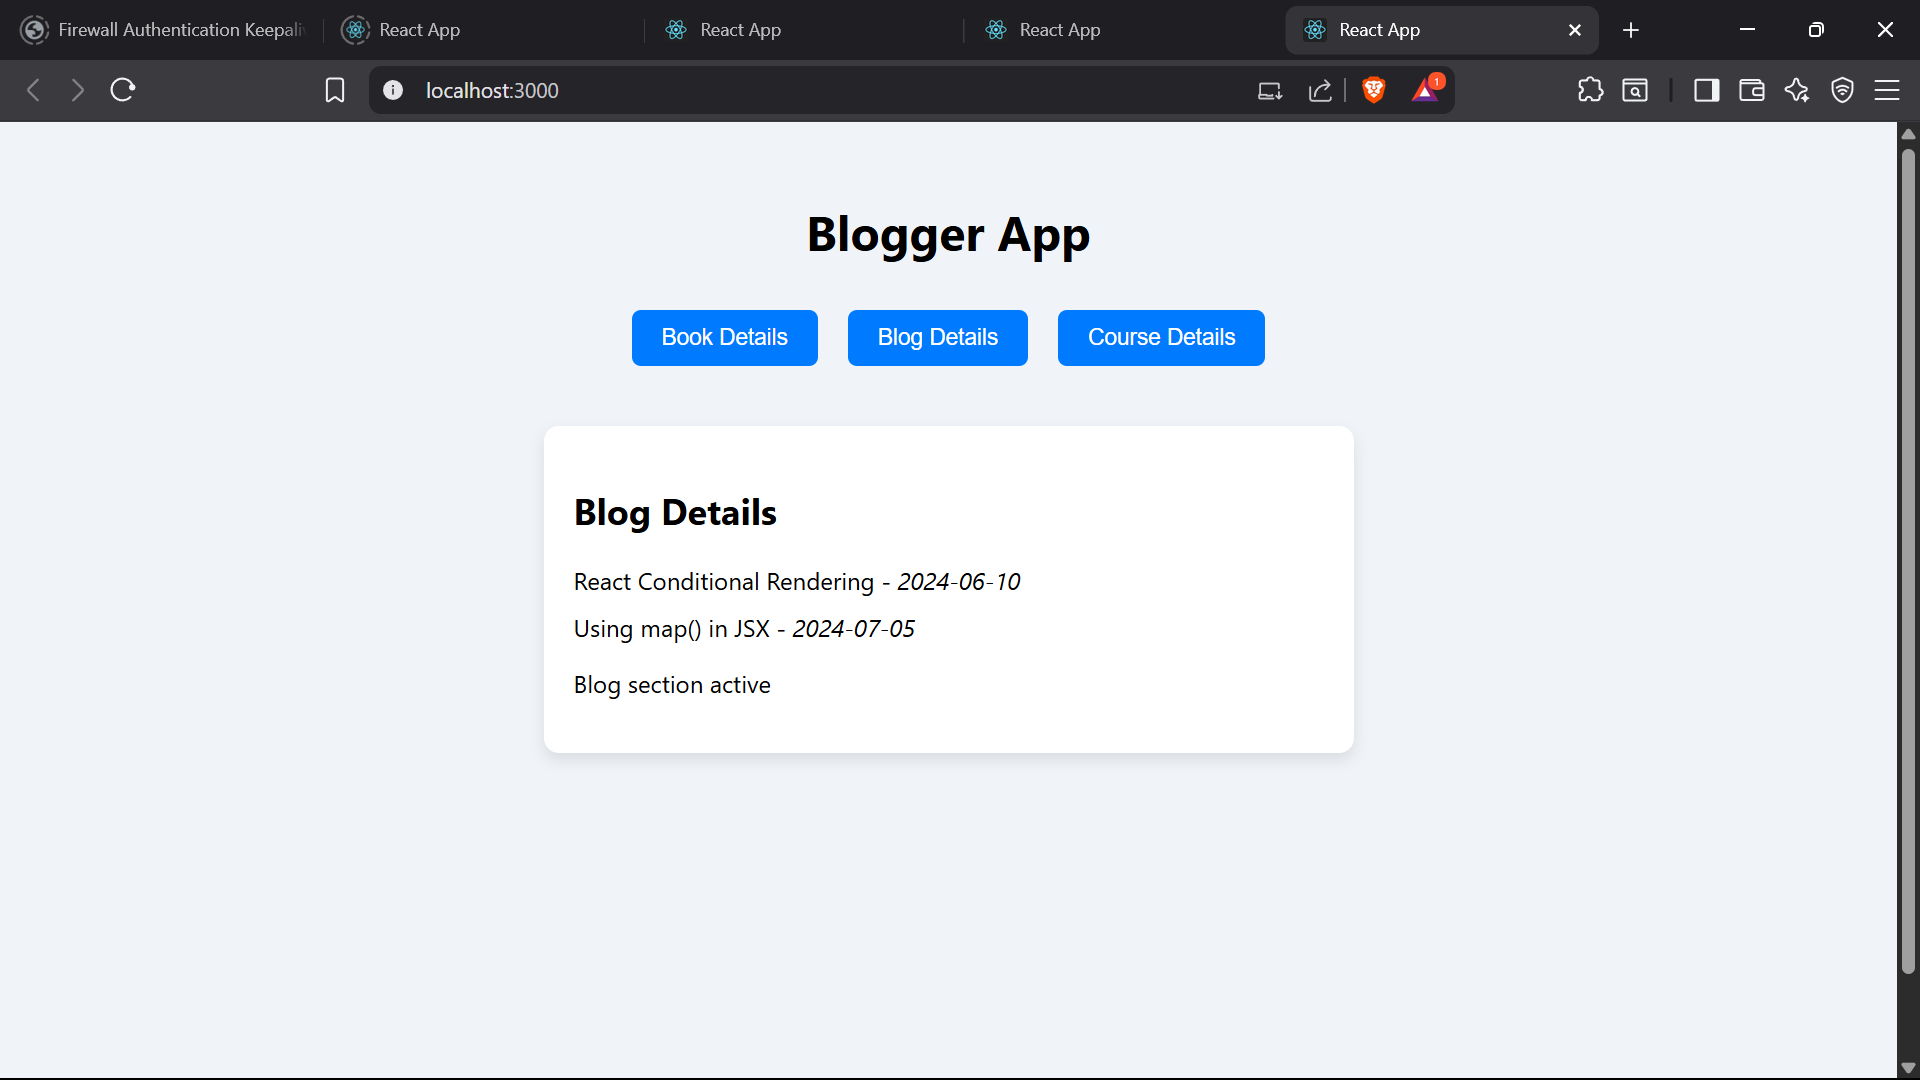 Firewall Authentication Keepaliv
React App
React App
React App
React App
localhost:3000
1
Blogger App
Book Details
Blog Details
Course Details
Blog Details
React Conditional Rendering - 2024-06-10
Using map() in JSX - 2024-07-05
Blog section active